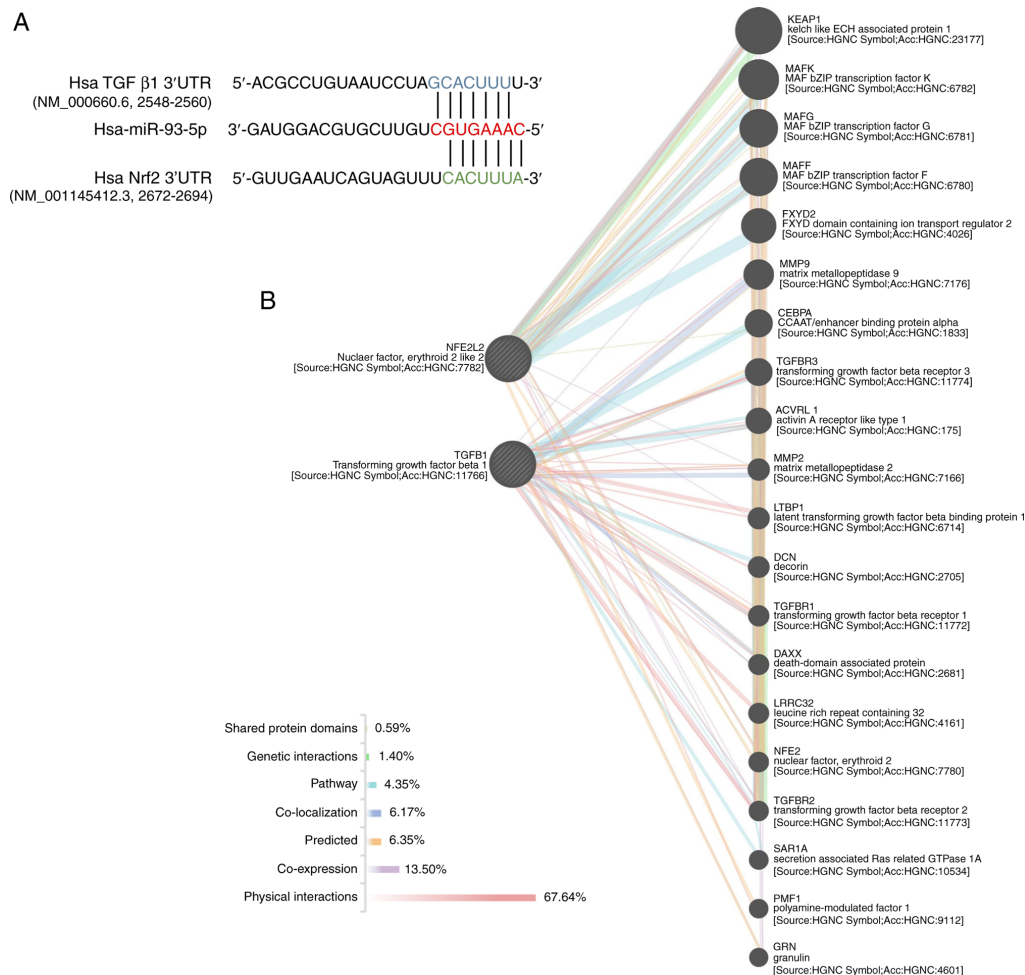 A
Hsa TGF β1 3’UTR 5’-ACGCCUGUAAUCCUAGCACUUUU-3’
(NM_000660.6, 2548-2560)
Hsa-miR-93-5p 3’-GAUGGACGUGCUUGUCGUGAAAC-5’
Hsa Nrf2 3’UTR 5’-GUUGAAUCAGUAGUUUCACUUUA-3’
(NM_001145412.3, 2672-2694)
B
NFE2L2
Nuclaer factor, erythroid 2 like 2
[Source:HGNC Symbol;Acc:HGNC:7782]
TGFB1
Transforming growth factor beta 1
[Source:HGNC Symbol;Acc:HGNC:11766]
KEAP1
kelch like ECH associated protein 1
[Source:HGNC Symbol;Acc:HGNC:23177]
MAFK
MAF bZIP transcription factor K
[Source:HGNC Symbol;Acc:HGNC:6782]
MAFG
MAF bZIP transcription factor G
[Source:HGNC Symbol;Acc:HGNC:6781]
MAFF
MAF bZIP transcription factor F
[Source:HGNC Symbol;Acc:HGNC:6780]
FXYD2
FXYD domain containing ion transport regulator 2
[Source:HGNC Symbol;Acc:HGNC:4026]
MMP9
matrix metallopeptidase 9
[Source:HGNC Symbol;Acc:HGNC:7176]
CEBPA
CCAAT/enhancer binding protein alpha
[Source:HGNC Symbol;Acc:HGNC:1833]
TGFBR3
transforming growth factor beta receptor 3
[Source:HGNC Symbol;Acc:HGNC:11774]
ACVRL 1
activin A receptor like type 1
[Source:HGNC Symbol;Acc:HGNC:175]
MMP2
matrix metallopeptidase 2
[Source:HGNC Symbol;Acc:HGNC:7166]
LTBP1
latent transforming growth factor beta binding protein 1
[Source:HGNC Symbol;Acc:HGNC:6714]
DCN
decorin
[Source:HGNC Symbol;Acc:HGNC:2705]
TGFBR1
transforming growth factor beta receptor 1
[Source:HGNC Symbol;Acc:HGNC:11772]
DAXX
death-domain associated protein
[Source:HGNC Symbol;Acc:HGNC:2681]
LRRC32
leucine rich repeat containing 32
[Source:HGNC Symbol;Acc:HGNC:4161]
NFE2
nuclear factor, erythroid 2
[Source:HGNC Symbol;Acc:HGNC:7780]
TGFBR2
transforming growth factor beta receptor 2
[Source:HGNC Symbol;Acc:HGNC:11773]
SAR1A
secretion associated Ras related GTPase 1A
[Source:HGNC Symbol;Acc:HGNC:10534]
PMF1
polyamine-modulated factor 1
[Source:HGNC Symbol;Acc:HGNC:9112]
GRN
granulin
[Source:HGNC Symbol;Acc:HGNC:4601]
Shared protein domains 0.59%
Genetic interactions 1.40%
Pathway 4.35%
Co-localization 6.17%
Predicted 6.35%
Co-expression 13.50%
Physical interactions 67.64%